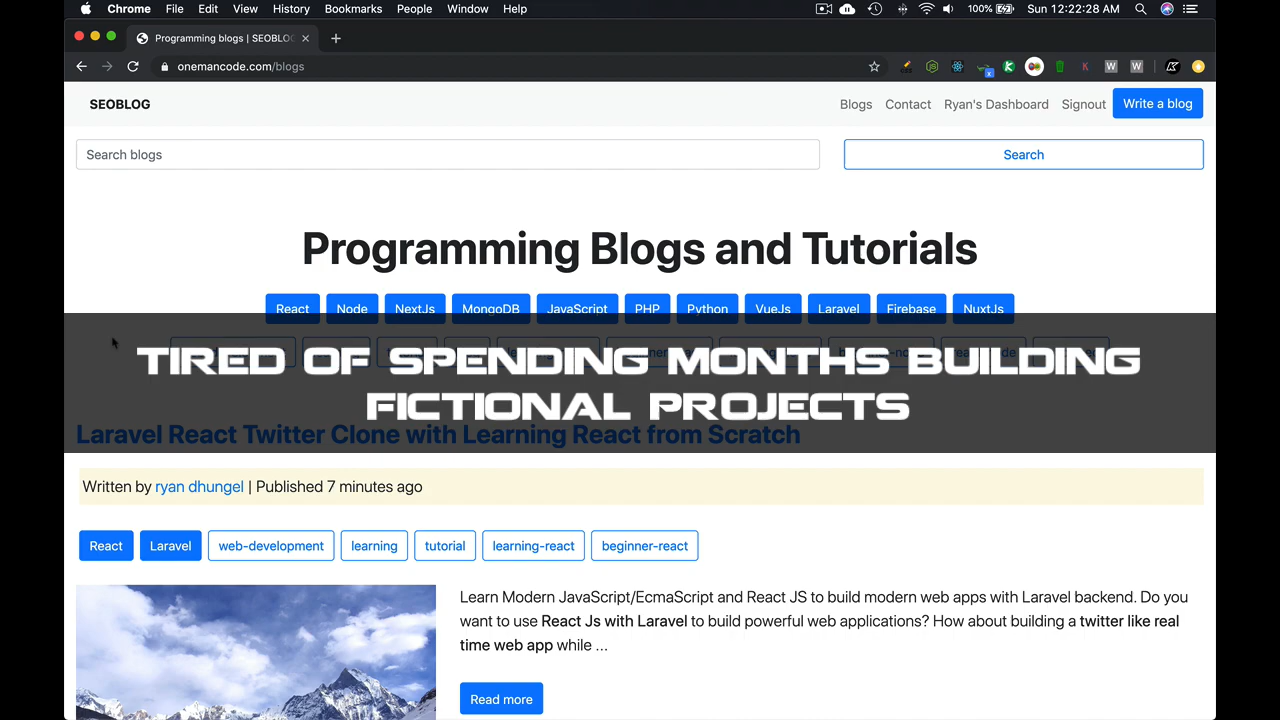 Chrome File Edit View History Bookmarks People Window Help 100% Sun 12:22:28 AM
Programming blogs | SEOBLOG
onemancode.com/blogs
SEOBLOG Blogs Contact Ryan's Dashboard Signout Write a blog
Search blogs Search
Programming Blogs and Tutorials
React Node NextJs MongoDB JavaScript PHP Python VueJs Laravel Firebase NuxtJs
TIRED OF SPENDING MONTHS BUILDING
FICTIONAL PROJECTS
Laravel React Twitter Clone with Learning React from Scratch
Written by ryan dhungel | Published 7 minutes ago
React Laravel web-development learning tutorial learning-react beginner-react
Learn Modern JavaScript/EcmaScript and React JS to build modern web apps with Laravel backend. Do you
want to use React Js with Laravel to build powerful web applications? How about building a twitter like real
time web app while ...
Read more